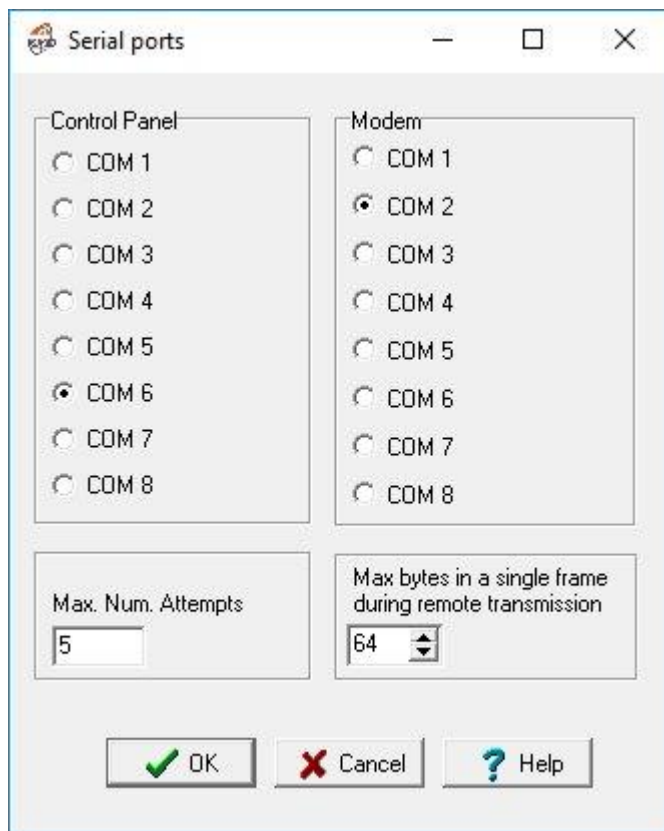 Serial ports
Control Panel
COM 1
COM 2
COM 3
COM 4
COM 5
COM 6
COM 7
COM 8
Modem
COM 1
COM 2
COM 3
COM 4
COM 5
COM 6
COM 7
COM 8
Max. Num. Attempts
5
Max bytes in a single frame
during remote transmission
64
OK
Cancel
? Help